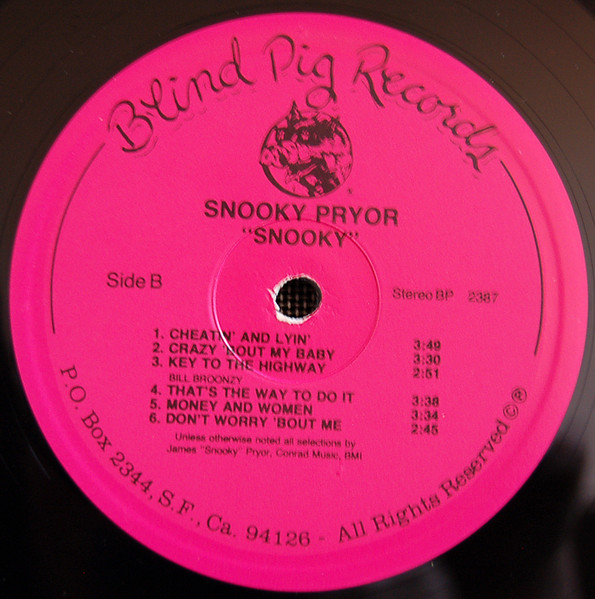 Blind Pig Records
®
SNOOKY PRYOR
"SNOOKY"
Side B
Stereo BP 2387
1. CHEATIN' AND LYIN' 3:49
2. CRAZY 'BOUT MY BABY 3:30
3. KEY TO THE HIGHWAY 2:51
BILL BROONZY
4. THAT'S THE WAY TO DO IT 3:38
5. MONEY AND WOMEN 3:34
6. DON'T WORRY 'BOUT ME 2:45
Unless otherwise noted all selections by
James "Snooky" Pryor, Conrad Music, BMI
P.O. Box 2344, S.F., Ca. 94126 - All Rights Reserved ©℗